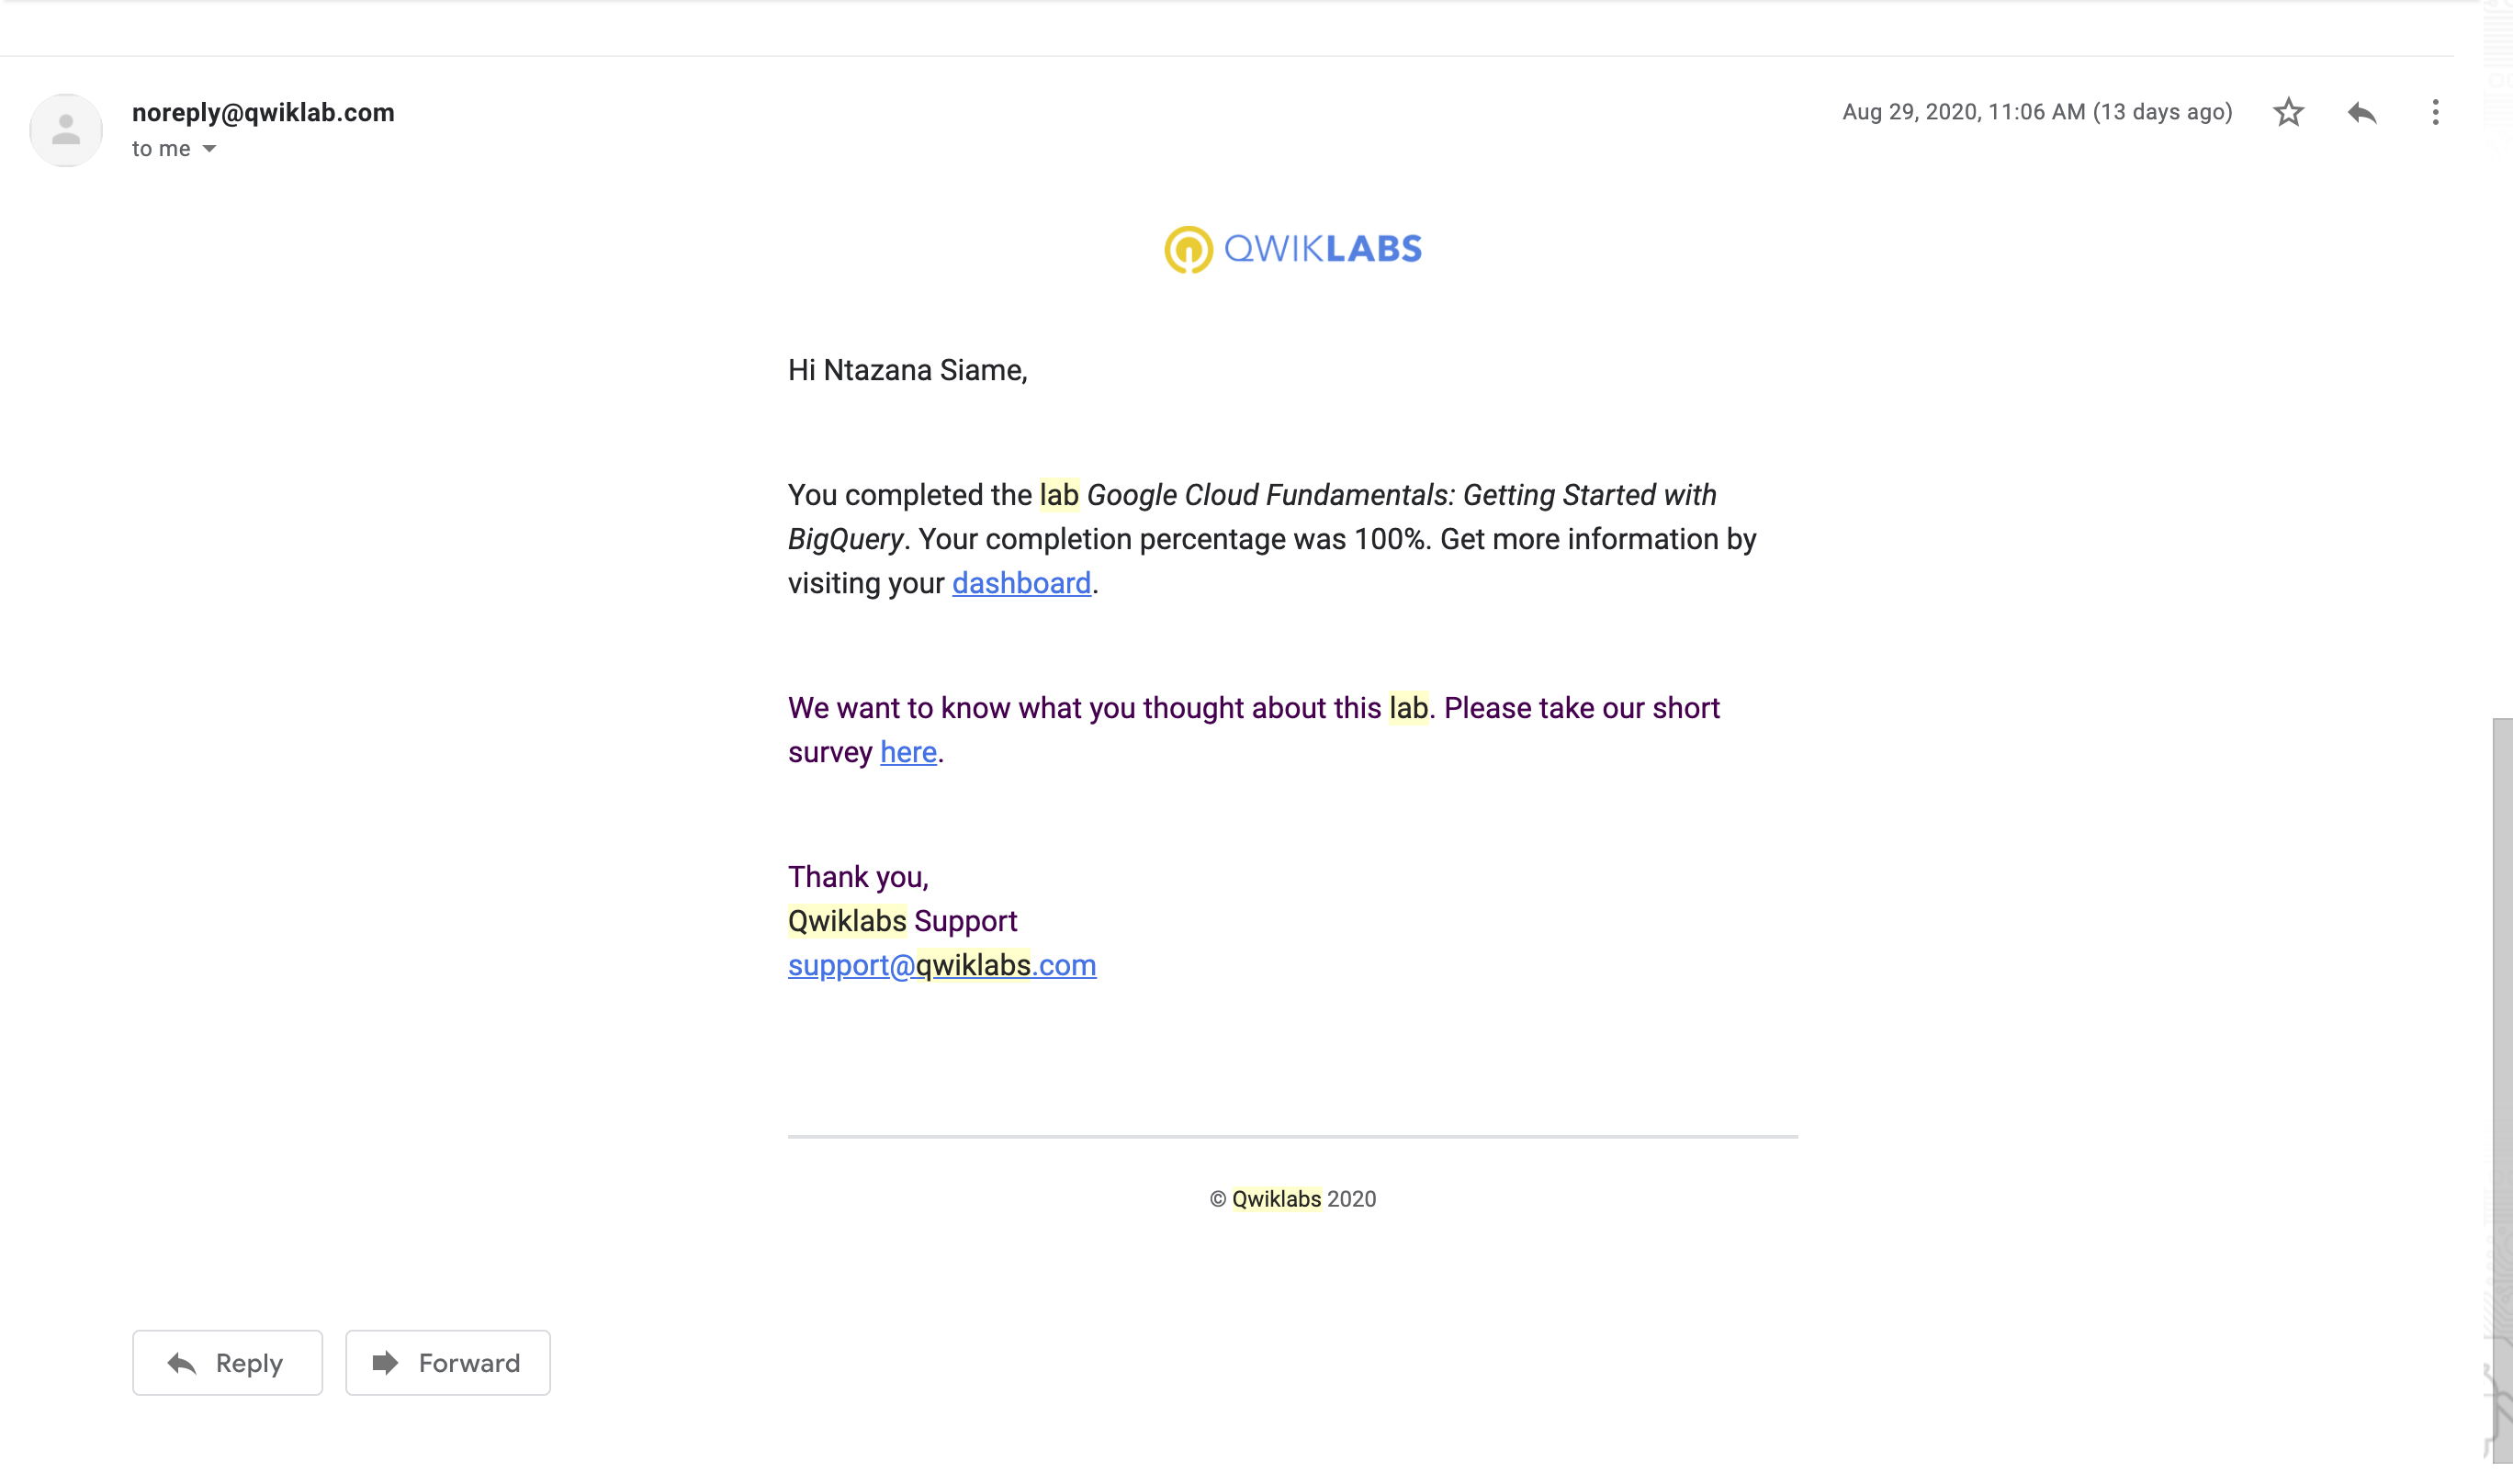 noreply@qwiklab.com
Aug 29, 2020, 11:06 AM (13 days ago)
to me
QWIKLABS
Hi Ntazana Siame,
You completed the lab Google Cloud Fundamentals: Getting Started with
BigQuery. Your completion percentage was 100%. Get more information by
visiting your dashboard.
We want to know what you thought about this lab. Please take our short
survey here.
Thank you,
Qwiklabs Support
support@qwiklabs.com
© Qwiklabs 2020
Reply
Forward